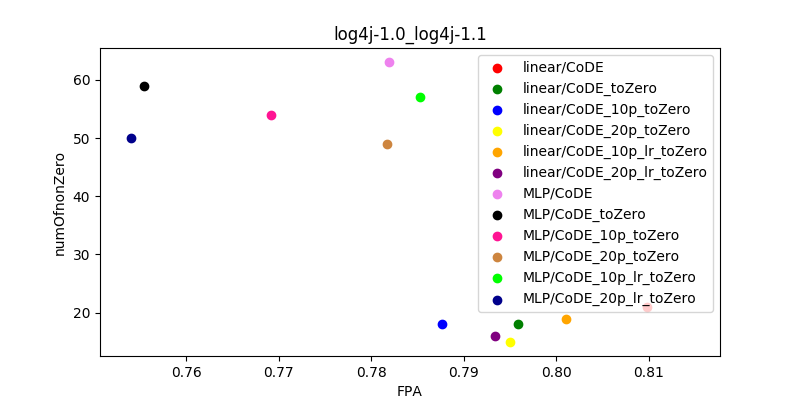 log4j-1.0_log4j-1.1
numOfnonZero
60
50
40
30
20
0.76
0.77
0.78
0.79
0.80
0.81
FPA
linear/CoDE
linear/CoDE_toZero
linear/CoDE_10p_toZero
linear/CoDE_20p_toZero
linear/CoDE_10p_lr_toZero
linear/CoDE_20p_lr_toZero
MLP/CoDE
MLP/CoDE_toZero
MLP/CoDE_10p_toZero
MLP/CoDE_20p_toZero
MLP/CoDE_10p_lr_toZero
MLP/CoDE_20p_lr_toZero